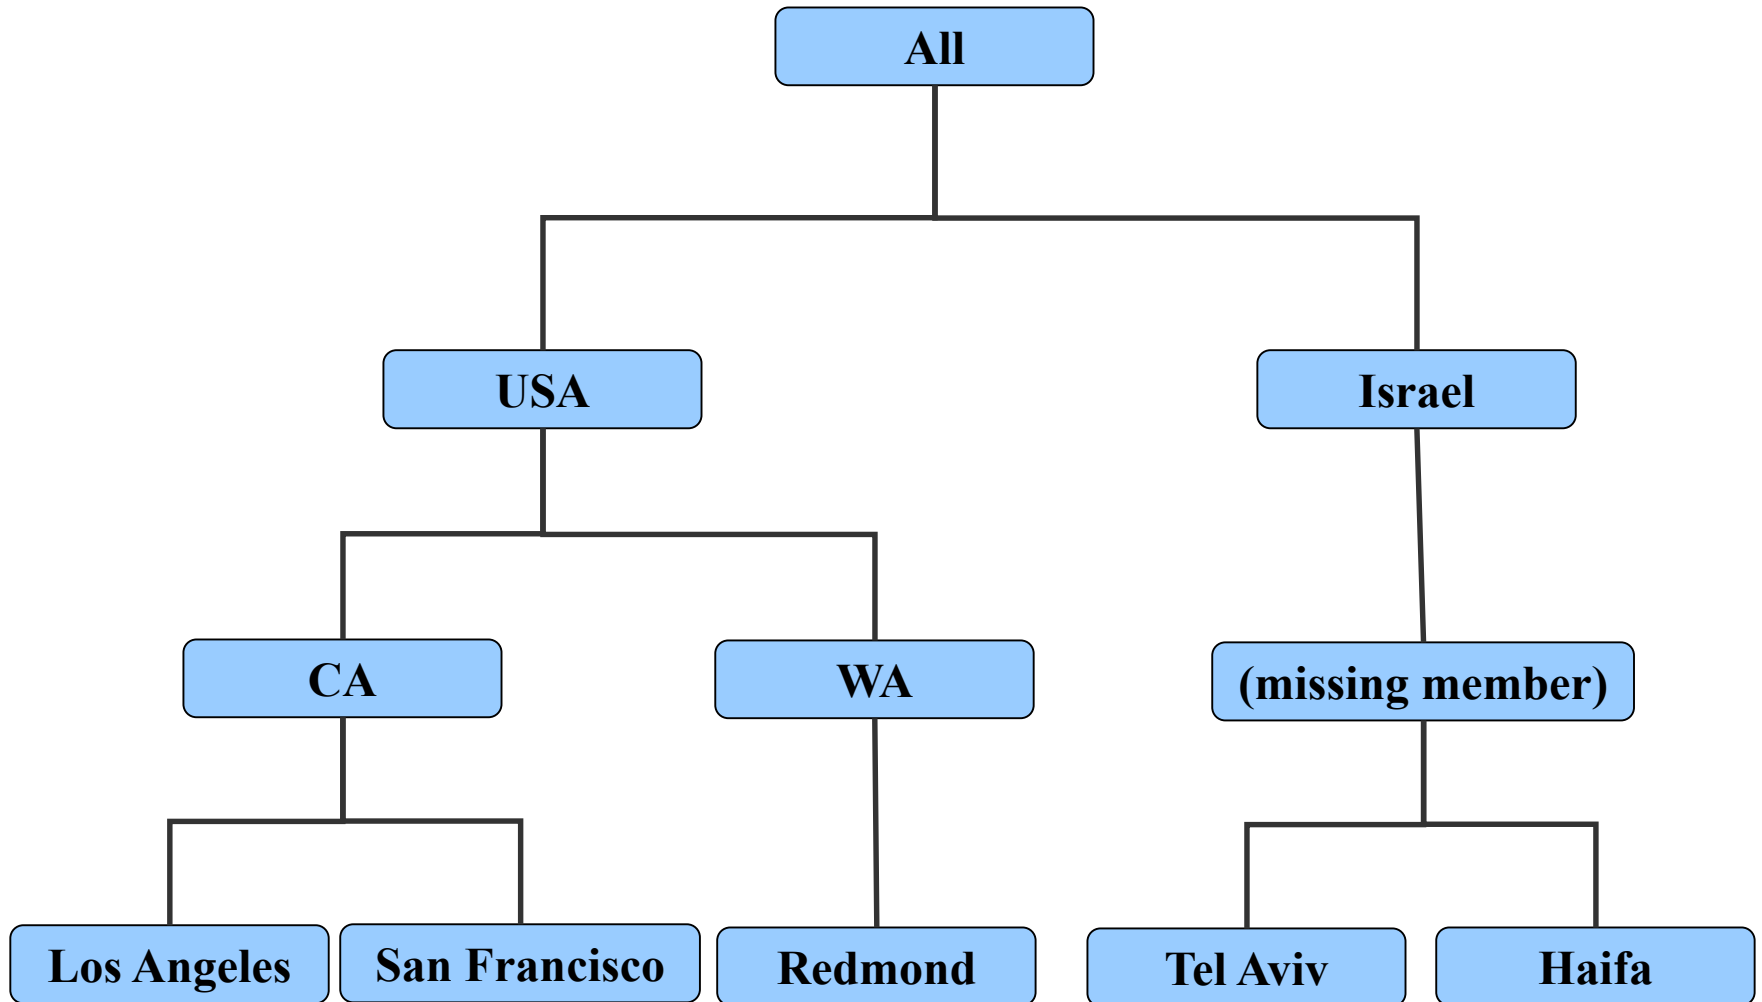 All
USA
Israel
CA
WA
(missing member)
Los Angeles
San Francisco
Redmond
Tel Aviv
Haifa